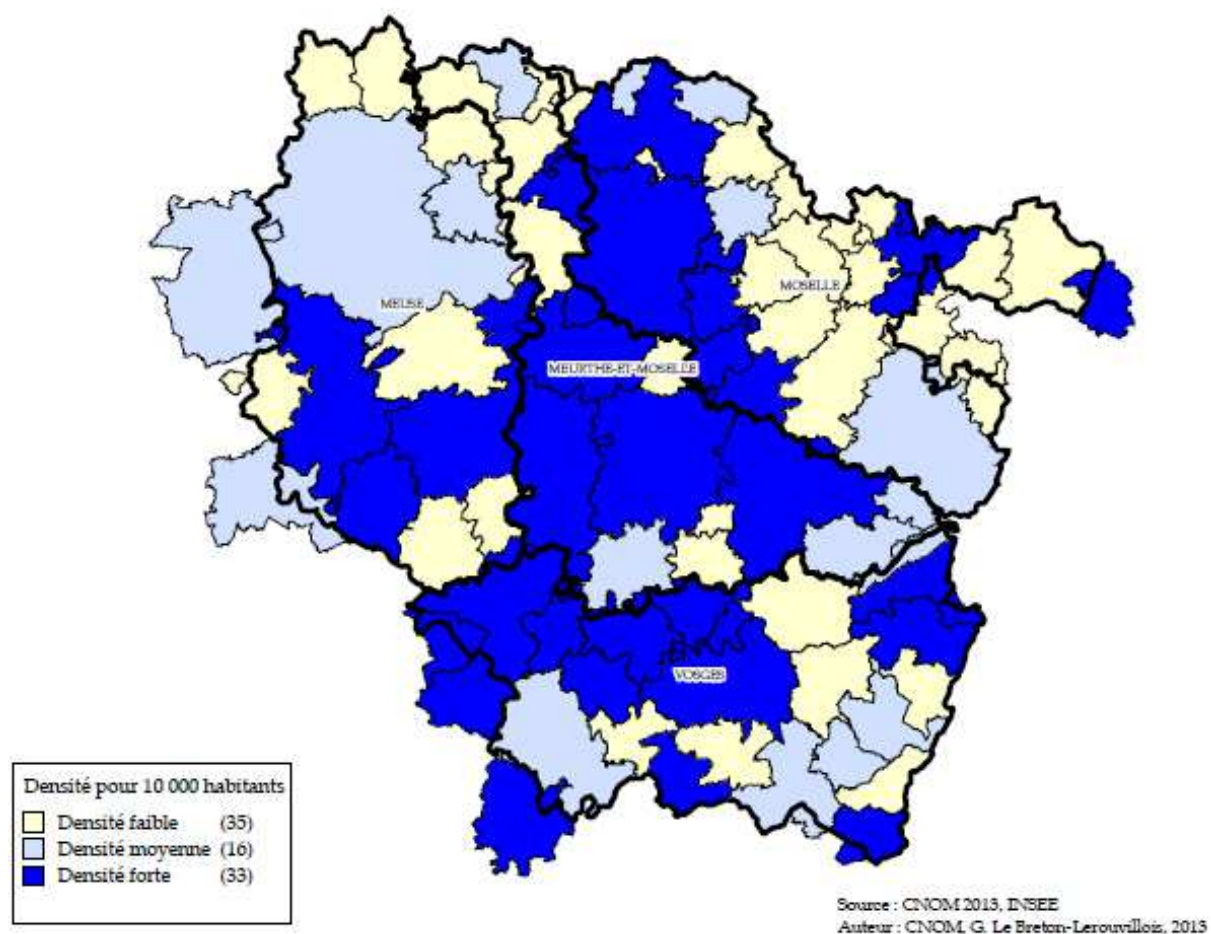 MEUSE
MOSELLE
MEURTHE-ET-MOSELLE
VOSGES
Densité pour 10 000 habitants
Densité faible (35)
Densité moyenne (16)
Densité forte (33)
Source : CNOM 2013, INSEE
Auteur : CNOM, G. Le Breton-Lerouvillois, 2013